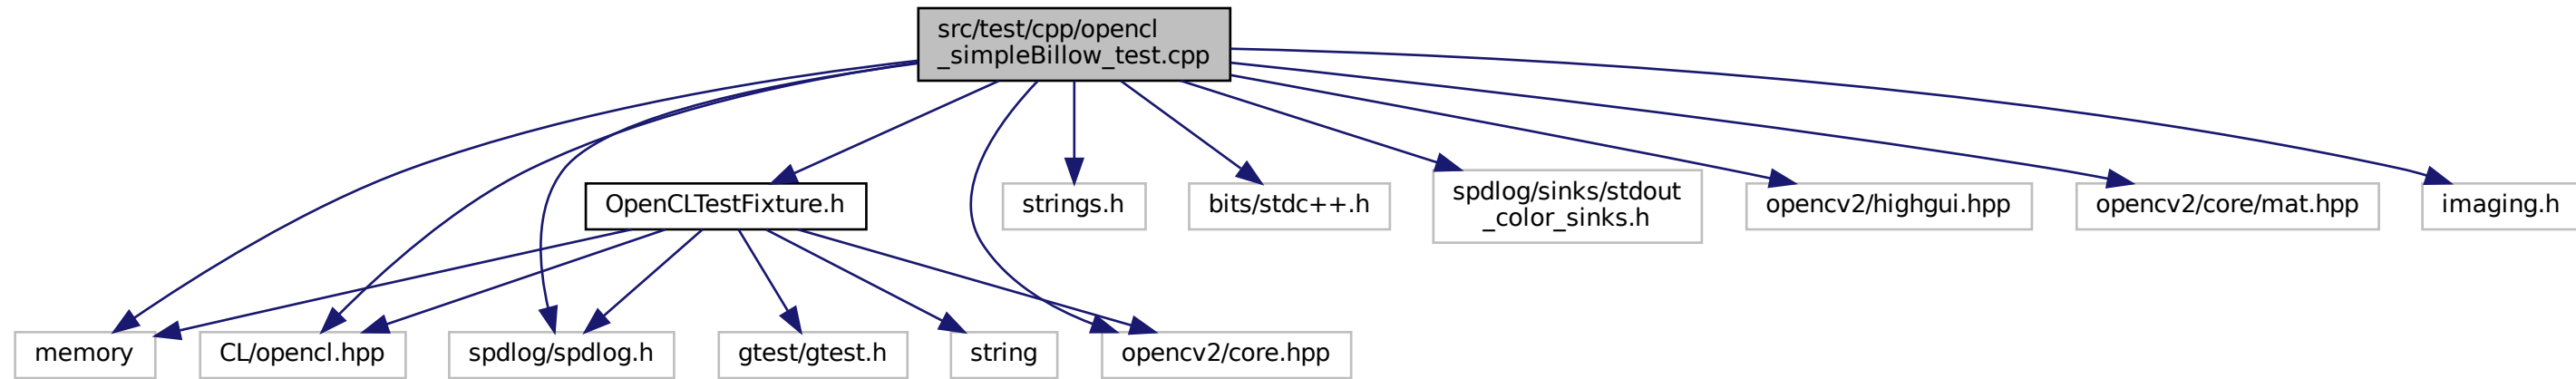 src/test/cpp/opencl
_simpleBillow_test.cpp
OpenCLTestFixture.h
strings.h
bits/stdc++.h
spdlog/sinks/stdout
_color_sinks.h
opencv2/highgui.hpp
opencv2/core/mat.hpp
imaging.h
memory
CL/opencl.hpp
spdlog/spdlog.h
gtest/gtest.h
string
opencv2/core.hpp